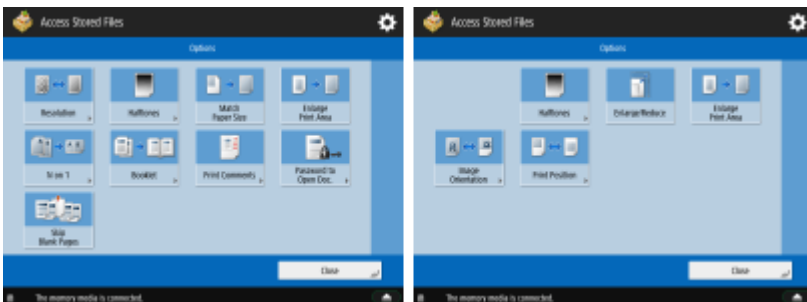 Access Stored Files
Options
Resolution
Halftones
Match
Paper Size
Enlarge
Print Area
N on 1
Booklet
Print Comments
Password to
Open Doc.
Skip
Blank Pages
Close
The memory media is connected.
Access Stored Files
Options
Halftones
Enlarge/Reduce
Enlarge
Print Area
Image
Orientation
Print Position
Close
The memory media is connected.